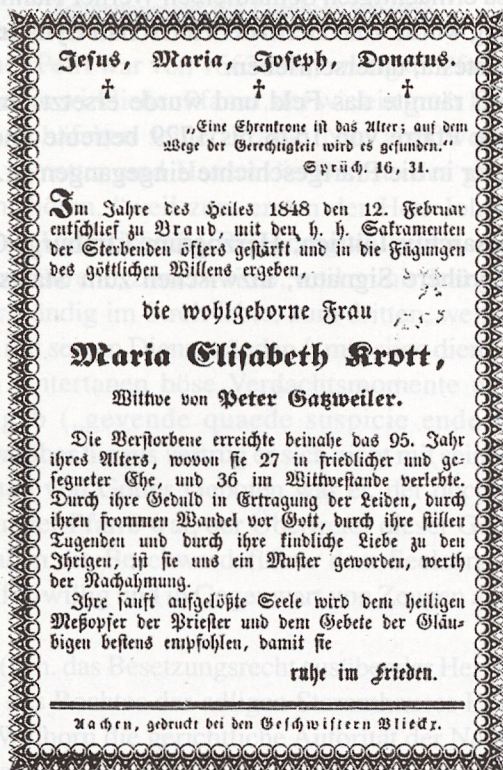 Jesus, Maria, Joseph, Donatus.
† † †
„Eine Ehrenkrone ist das Alter; auf dem
Wege der Gerechtigkeit wird es gefunden.“
Sprüch. 16, 31.
Im Jahre des Heiles 1848 den 12. Februar
entschlief zu Brand, mit den h. h. Sakramenten
der Sterbenden öfters gestärkt und in die Fügungen
des göttlichen Willens ergeben,
die wohlgeborne Frau
Maria Elisabeth Krott,
Wittwe von Peter Gatzweiler.
Die Verstorbene erreichte beinahe das 95. Jahr
ihres Alters, wovon sie 27 in friedlicher und ge-
segneter Ehe, und 36 im Wittwestande verlebte.
Durch ihre Geduld in Ertragung der Leiden, durch
ihren frommen Wandel vor Gott, durch ihre stillen
Tugenden und durch ihre kindliche Liebe zu den
Ihrigen, ist sie uns ein Muster geworden, werth
der Nachahmung.
Ihre sanft aufgelößte Seele wird dem heiligen
Meßopfer der Priester und dem Gebete der Gläu-
bigen bestens empfohlen, damit sie
ruhe in Frieden.
Aachen, gedruckt bei den Geschwistern Vlieckx.